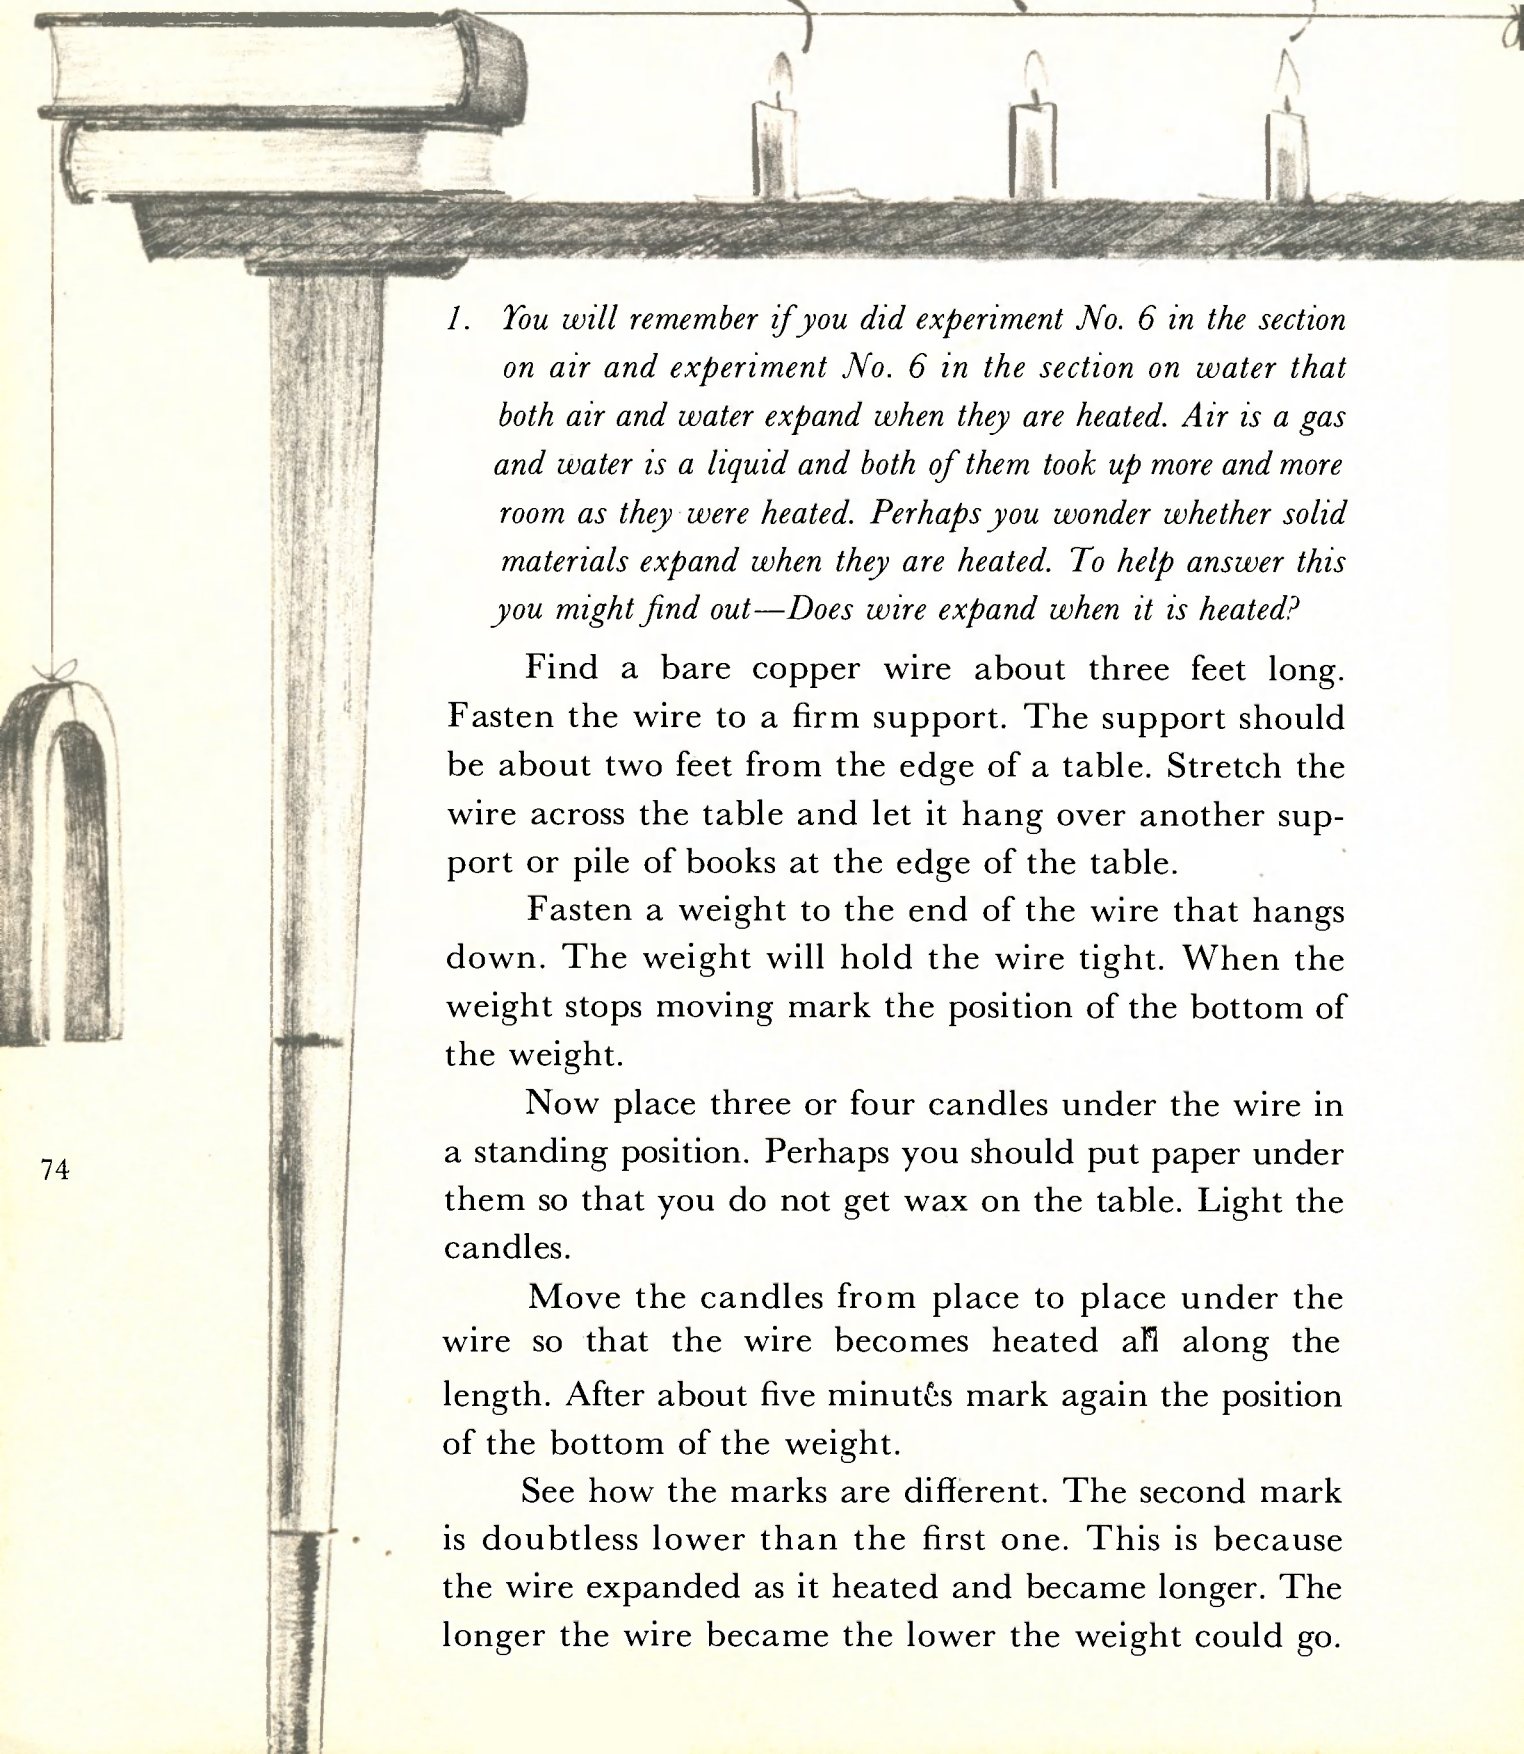 1. You will remember if you did experiment No. 6 in the section
on air and experiment No. 6 in the section on water that
both air and water expand when they are heated. Air is a gas
and water is a liquid and both of them took up more and more
room as they were heated. Perhaps you wonder whether solid
materials expand when they are heated. To help answer this
you might find out—Does wire expand when it is heated?
Find a bare copper wire about three feet long.
Fasten the wire to a firm support. The support should
be about two feet from the edge of a table. Stretch the
wire across the table and let it hang over another sup-
port or pile of books at the edge of the table.
Fasten a weight to the end of the wire that hangs
down. The weight will hold the wire tight. When the
weight stops moving mark the position of the bottom of
the weight.
Now place three or four candles under the wire in
a standing position. Perhaps you should put paper under
them so that you do not get wax on the table. Light the
candles.
Move the candles from place to place under the
wire so that the wire becomes heated all along the
length. After about five minutes mark again the position
of the bottom of the weight.
See how the marks are different. The second mark
is doubtless lower than the first one. This is because
the wire expanded as it heated and became longer. The
longer the wire became the lower the weight could go.
74